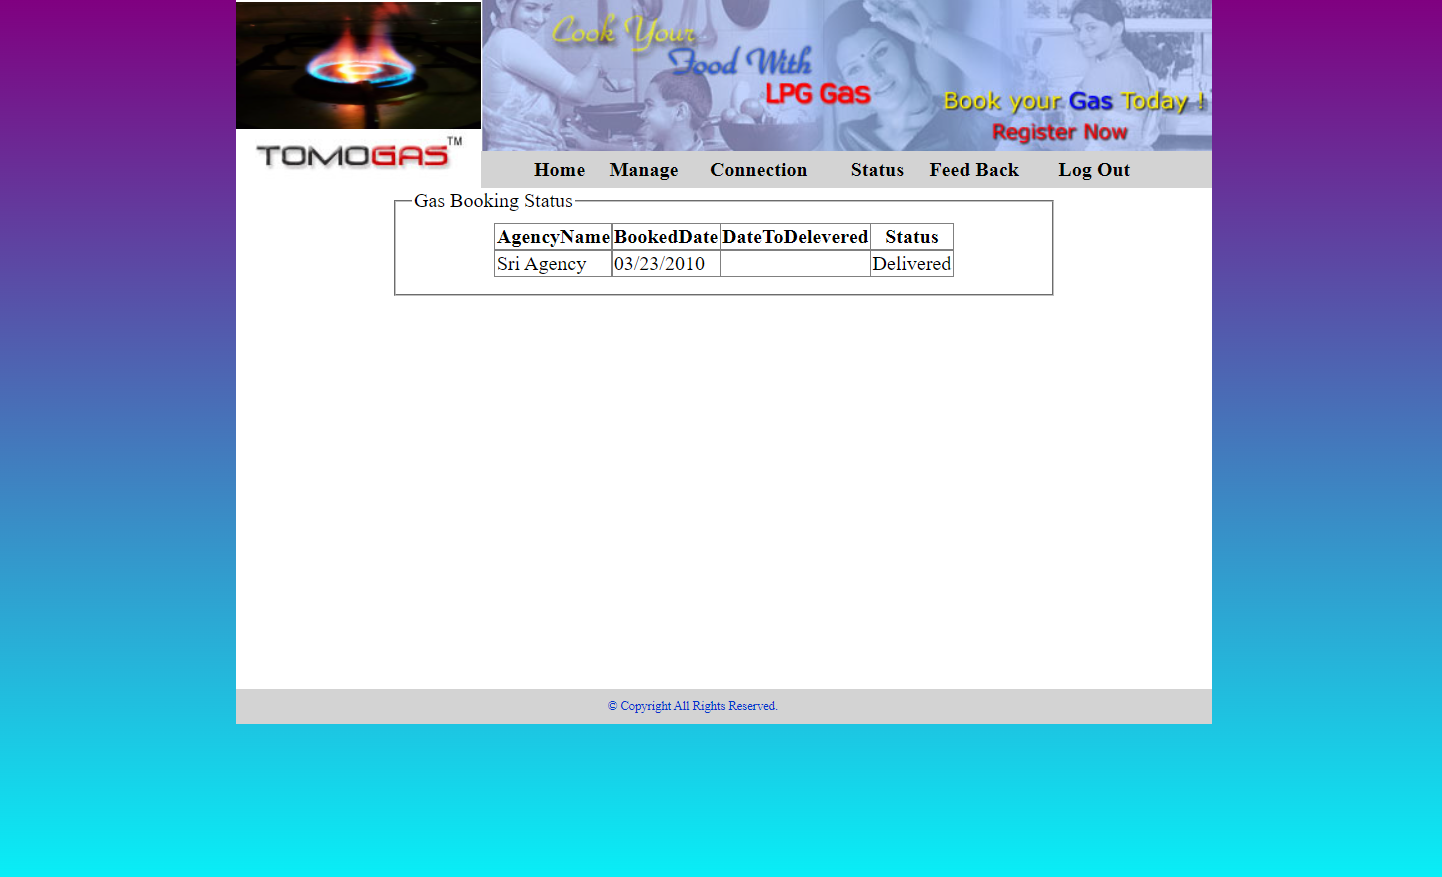 Cook Your
Food With
LPG Gas
Book your Gas Today !
Register Now
TOMOGAS™
Home Manage Connection Status Feed Back Log Out
Gas Booking Status
AgencyName BookedDate DateToDelevered Status
Sri Agency 03/23/2010 Delivered
© Copyright All Rights Reserved.